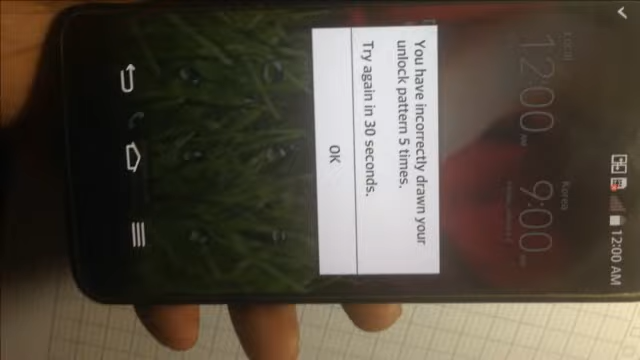 12:00 AM
Local
Korea
12:00
9:00
You have incorrectly drawn your
unlock pattern 5 times.
Try again in 30 seconds.
OK